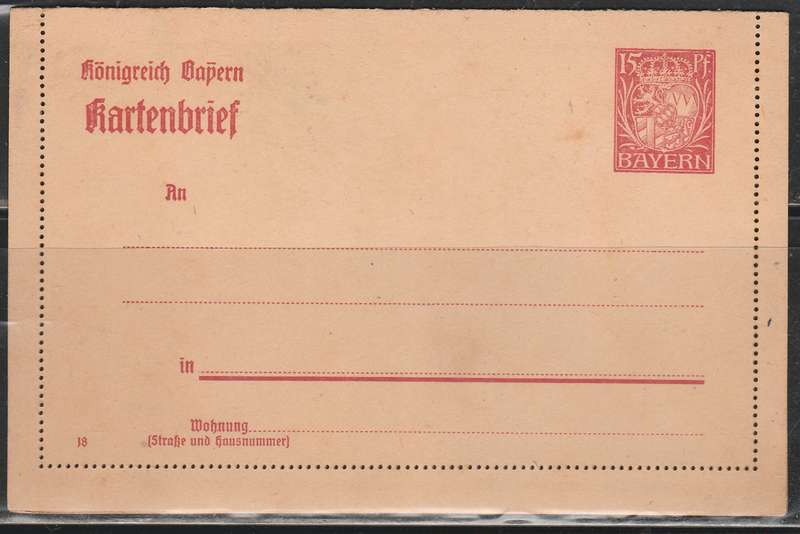 Königreich Bayern
Kartenbrief
15 Pf.
BAYERN
An
in
Wohnung
(Straße und Hausnummer)
18